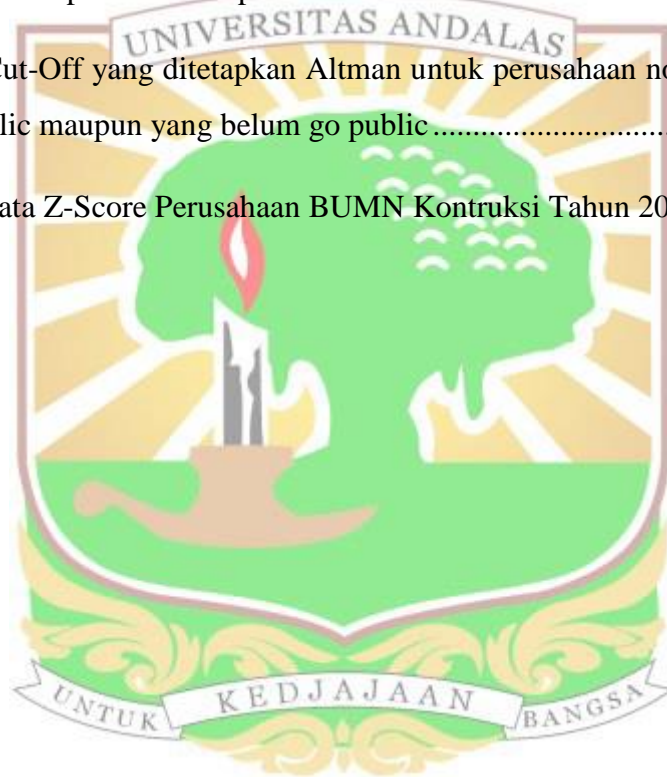 UNIVERSITAS ANDALAS
Cut-Off yang ditetapkan Altman untuk perusahaan no
lic maupun yang belum go public ............................
ata Z-Score Perusahaan BUMN Kontruksi Tahun 20
UNTUK KEDJAJAAN BANGSA